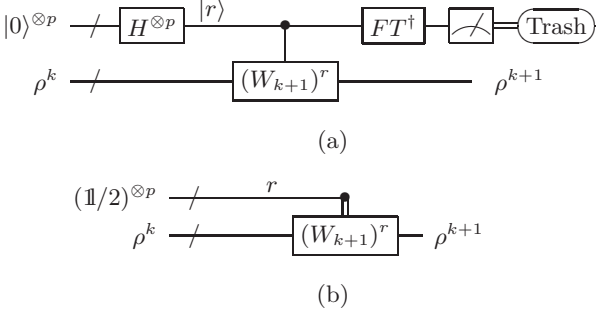 |0⟩^{⊗p} H^{⊗p} |r⟩ FT^† Trash
ρ^k (W_{k+1})^r ρ^{k+1}
(a)
(𝟙/2)^{⊗p} r
ρ^k (W_{k+1})^r ρ^{k+1}
(b)